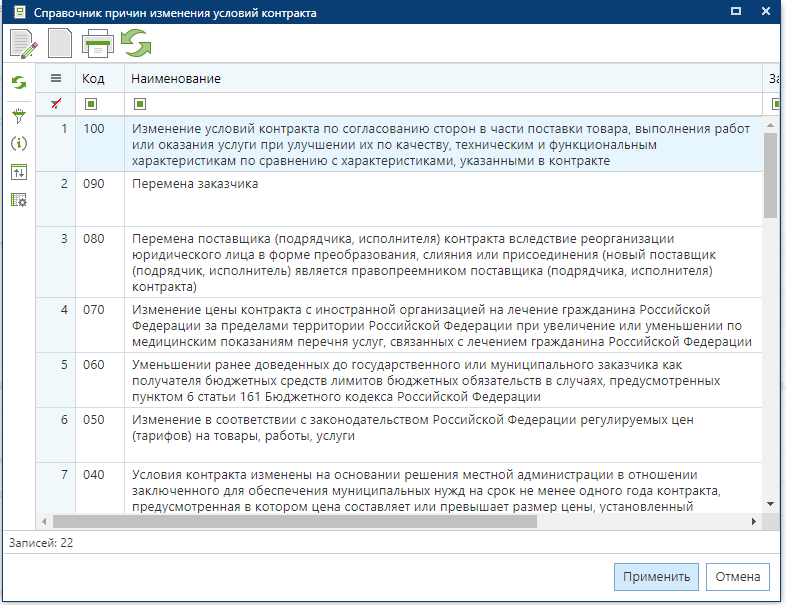 Справочник причин изменения условий контракта
Код Наименование За
1 100 Изменение условий контракта по согласованию сторон в части поставки товара, выполнения работ
или оказания услуги при улучшении их по качеству, техническим и функциональным
характеристикам по сравнению с характеристиками, указанными в контракте
2 090 Перемена заказчика
3 080 Перемена поставщика (подрядчика, исполнителя) контракта вследствие реорганизации
юридического лица в форме преобразования, слияния или присоединения (новый поставщик
(подрядчик, исполнитель) является правопреемником поставщика (подрядчика, исполнителя)
контракта)
4 070 Изменение цены контракта с иностранной организацией на лечение гражданина Российской
Федерации за пределами территории Российской Федерации при увеличение или уменьшении по
медицинским показаниям перечня услуг, связанных с лечением гражданина Российской Федерации
5 060 Уменьшении ранее доведенных до государственного или муниципального заказчика как
получателя бюджетных средств лимитов бюджетных обязательств в случаях, предусмотренных
пунктом 6 статьи 161 Бюджетного кодекса Российской Федерации
6 050 Изменение в соответствии с законодательством Российской Федерации регулируемых цен
(тарифов) на товары, работы, услуги
7 040 Условия контракта изменены на основании решения местной администрации в отношении
заключенного для обеспечения муниципальных нужд на срок не менее одного года контракта,
предусмотренная в котором цена составляет или превышает размер цены, установленный
Записей: 22
Применить Отмена